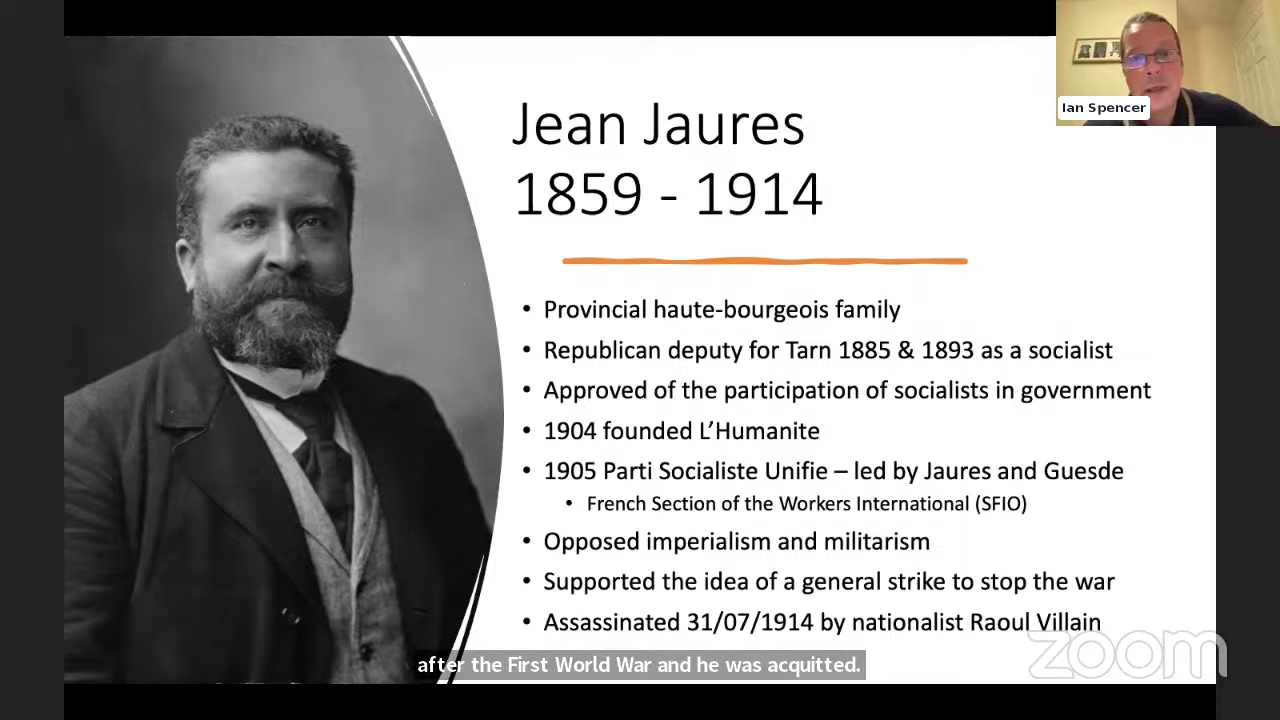 Ian Spencer
Jean Jaures
1859 - 1914
• Provincial haute-bourgeois family
• Republican deputy for Tarn 1885 & 1893 as a socialist
• Approved of the participation of socialists in government
• 1904 founded L’Humanite
• 1905 Parti Socialiste Unifie – led by Jaures and Guesde
• French Section of the Workers International (SFIO)
• Opposed imperialism and militarism
• Supported the idea of a general strike to stop the war
• Assassinated 31/07/1914 by nationalist Raoul Villain
zoom
after the First World War and he was acquitted.